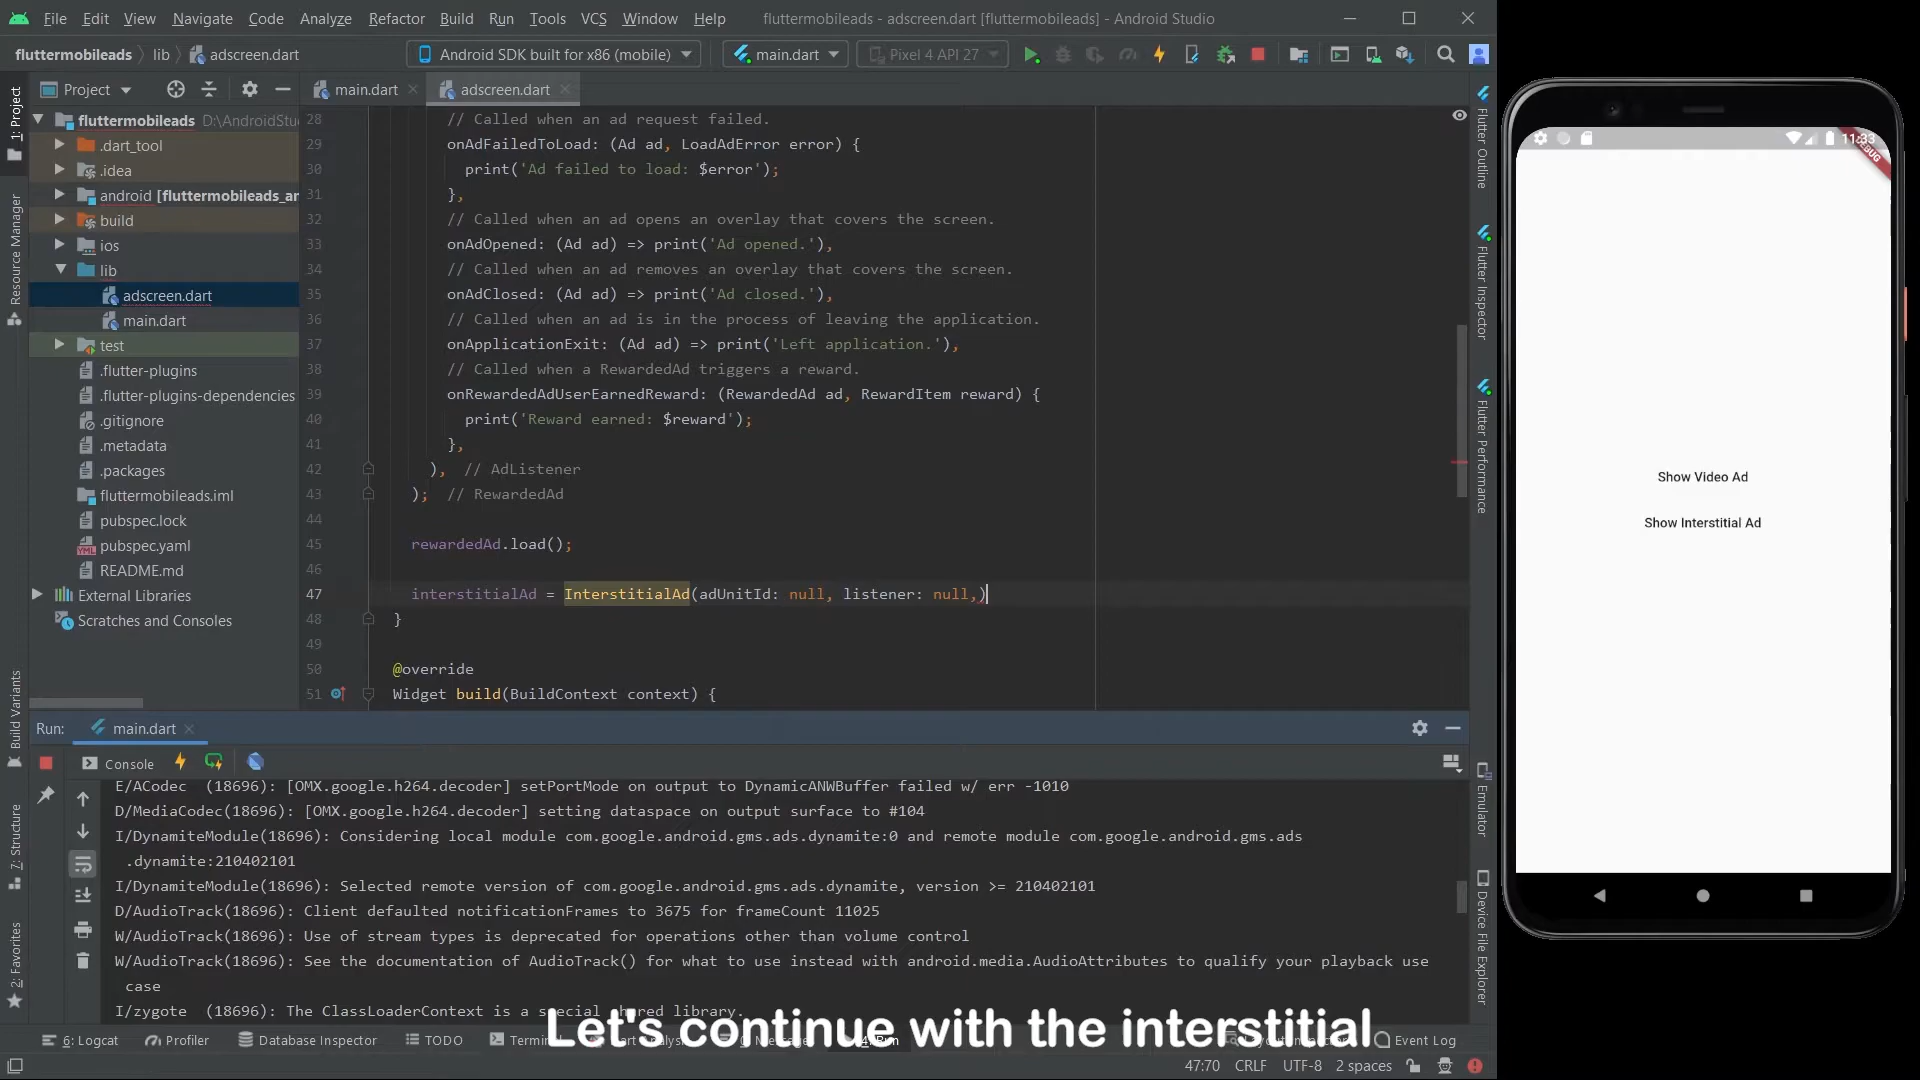 File Edit View Navigate Code Analyze Refactor Build Run Tools VCS Window Help fluttermobileads - adscreen.dart [fluttermobileads] - Android Studio
fluttermobileads lib adscreen.dart Android SDK built for x86 (mobile) main.dart Pixel 4 API 27
Project main.dart adscreen.dart
1: Project
Resource Manager
Build Variants
7: Structure
2: Favorites
fluttermobileads D:\AndroidStu
.dart_tool
.idea
android [fluttermobileads_an
build
ios
lib
adscreen.dart
main.dart
test
.flutter-plugins
.flutter-plugins-dependencies
.gitignore
.metadata
.packages
fluttermobileads.iml
pubspec.lock
pubspec.yaml
README.md
External Libraries
Scratches and Consoles
28 // Called when an ad request failed.
29 onAdFailedToLoad: (Ad ad, LoadAdError error) {
30 print('Ad failed to load: $error');
31 },
32 // Called when an ad opens an overlay that covers the screen.
33 onAdOpened: (Ad ad) => print('Ad opened.'),
34 // Called when an ad removes an overlay that covers the screen.
35 onAdClosed: (Ad ad) => print('Ad closed.'),
36 // Called when an ad is in the process of leaving the application.
37 onApplicationExit: (Ad ad) => print('Left application.'),
38 // Called when a RewardedAd triggers a reward.
39 onRewardedAdUserEarnedReward: (RewardedAd ad, RewardItem reward) {
40 print('Reward earned: $reward');
41 },
42 ), // AdListener
43 ); // RewardedAd
44
45 rewardedAd.load();
46
47 interstitialAd = InterstitialAd(adUnitId: null, listener: null,)
48 }
49
50 @override
51 Widget build(BuildContext context) {
Flutter Outline
Flutter Inspector
Flutter Performance
Emulator
Device File Explorer
11:33
Show Video Ad
Show Interstitial Ad
Run: main.dart
Console
E/ACodec (18696): [OMX.google.h264.decoder] setPortMode on output to DynamicANWBuffer failed w/ err -1010
D/MediaCodec(18696): [OMX.google.h264.decoder] setting dataspace on output surface to #104
I/DynamiteModule(18696): Considering local module com.google.android.gms.ads.dynamite:0 and remote module com.google.android.gms.ads
.dynamite:210402101
I/DynamiteModule(18696): Selected remote version of com.google.android.gms.ads.dynamite, version >= 210402101
D/AudioTrack(18696): Client defaulted notificationFrames to 3675 for frameCount 11025
W/AudioTrack(18696): Use of stream types is deprecated for operations other than volume control
W/AudioTrack(18696): See the documentation of AudioTrack() for what to use instead with android.media.AudioAttributes to qualify your playback use
case
I/zygote (18696): The ClassLoaderContext is a special shared library.
Let's continue with the interstitial
6: Logcat Profiler Database Inspector TODO Event Log
47:70 CRLF UTF-8 2 spaces